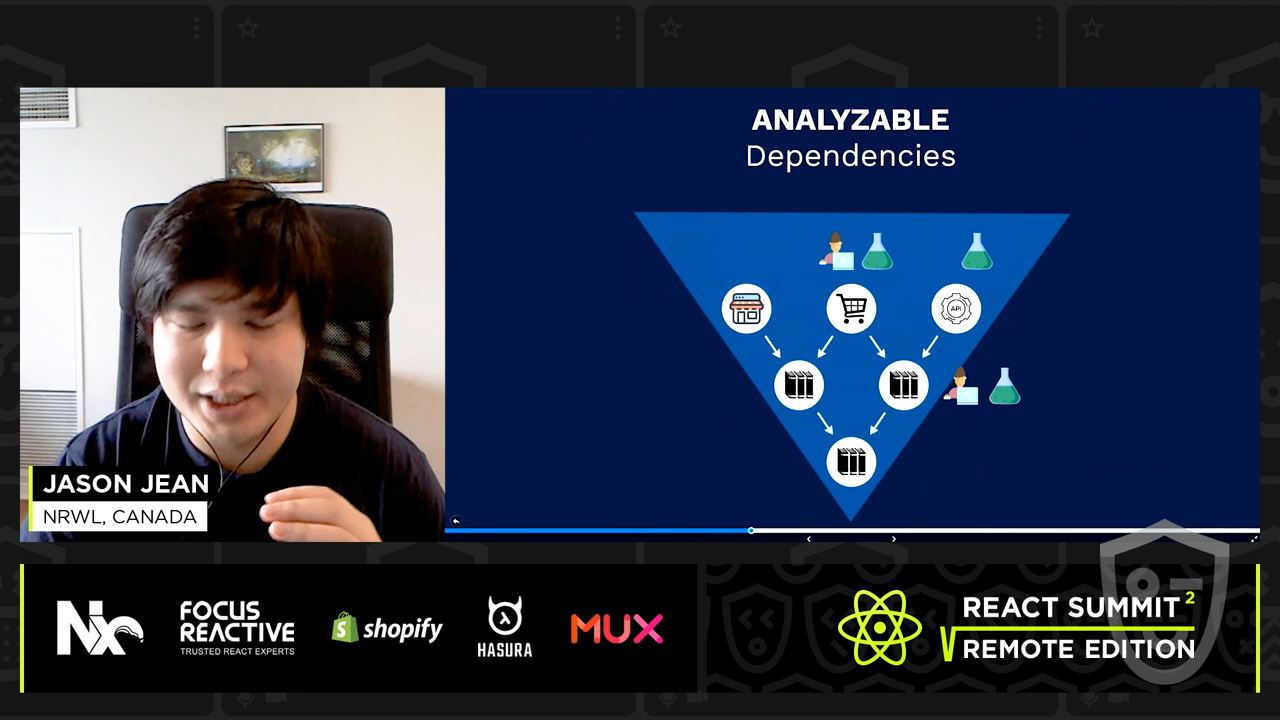 ANALYZABLE
Dependencies
API
JASON JEAN
NRWL, CANADA
Nx
FOCUS
REACTIVE
TRUSTED REACT EXPERTS
shopify
HASURA
MUX
REACT SUMMIT 2
REMOTE EDITION